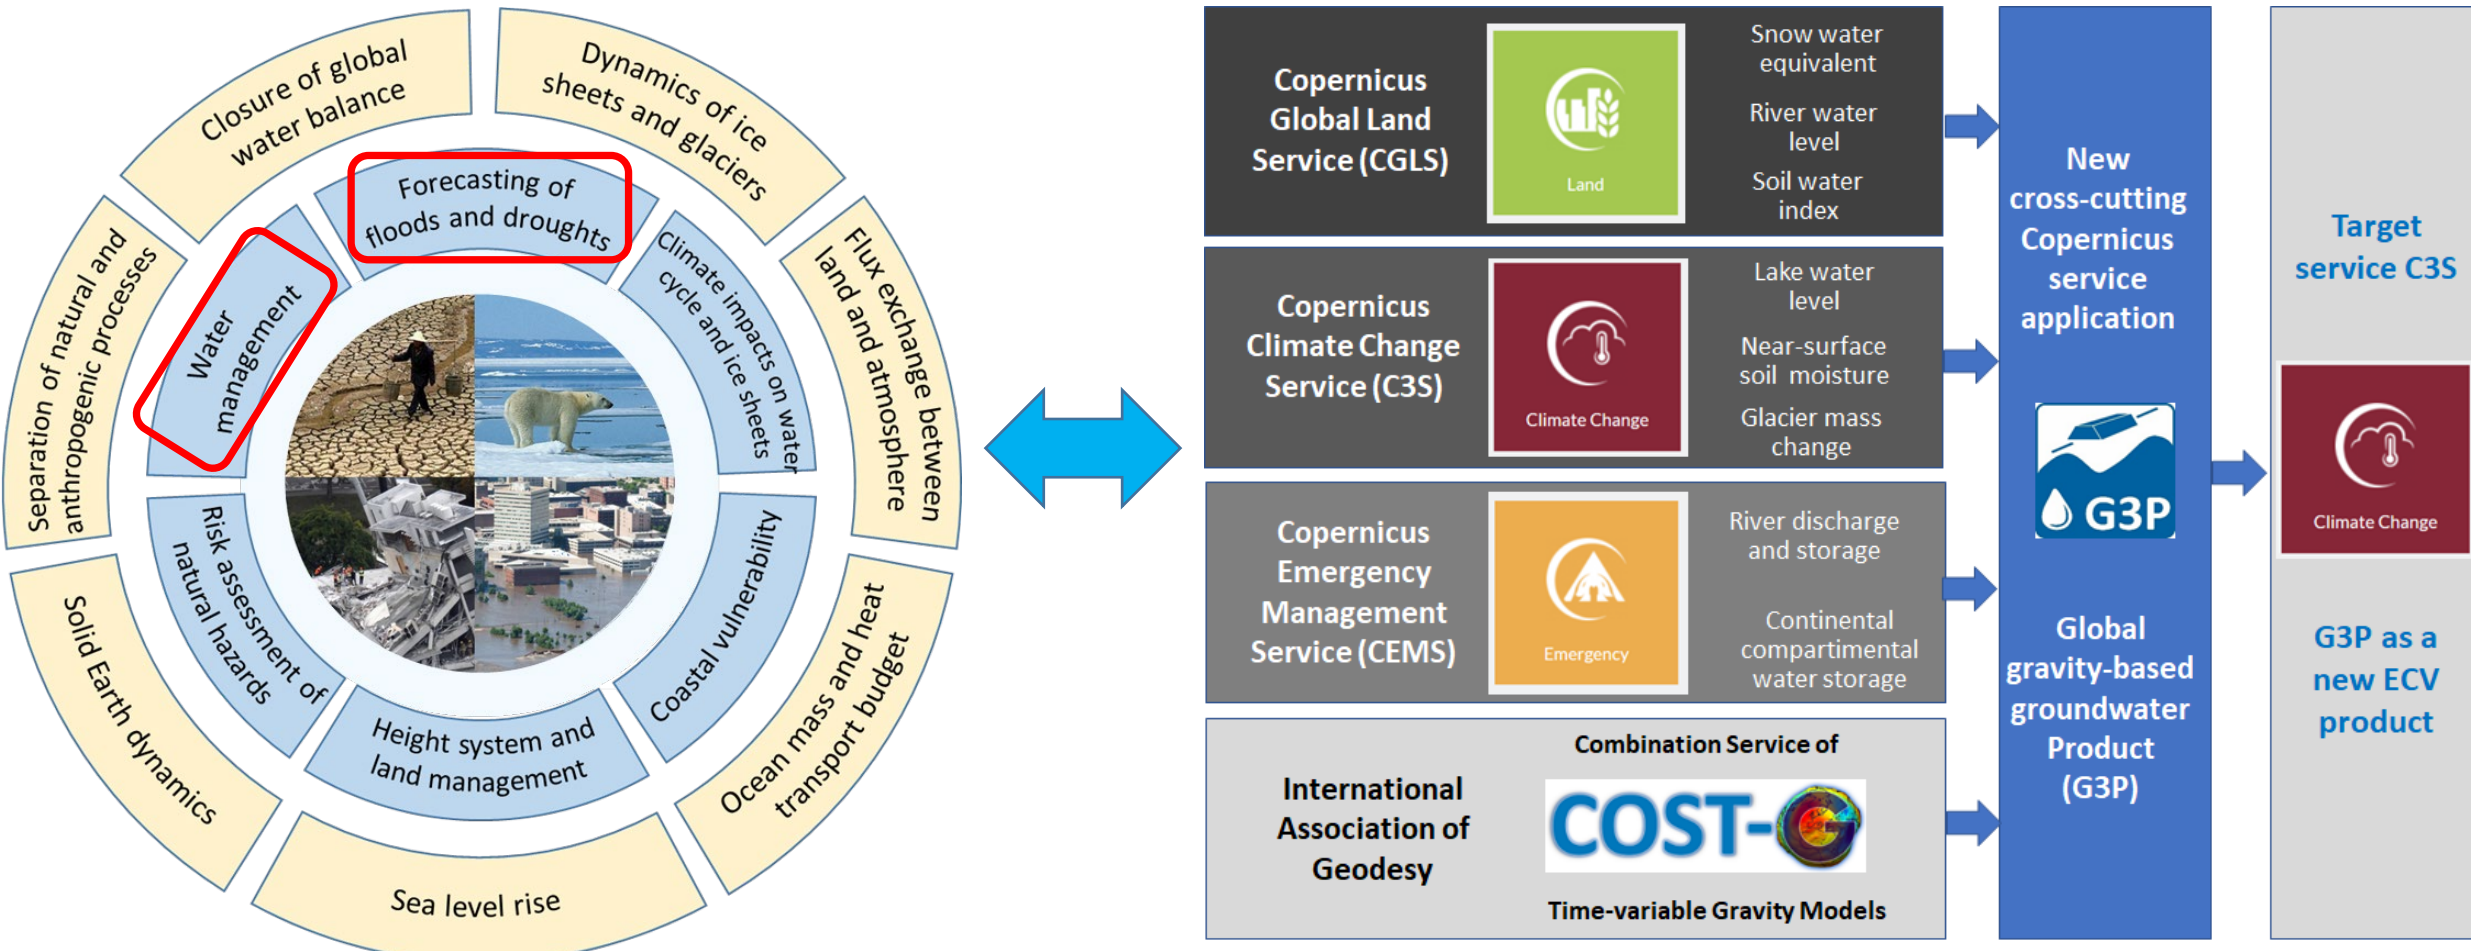 Closure of global
water balance
Dynamics of ice
sheets and glaciers
Flux exchange between
land and atmosphere
Ocean mass and heat
transport budget
Sea level rise
Solid Earth dynamics
Separation of natural and
anthropogenic processes
Forecasting of
floods and droughts
Climate impacts on water
cycle and ice sheets
Coastal vulnerability
Height system and
land management
Risk assessment of
natural hazards
Water
management
Copernicus
Global Land
Service (CGLS)
Land
Snow water
equivalent
River water
level
Soil water
index
Copernicus
Climate Change
Service (C3S)
Climate Change
Lake water
level
Near-surface
soil moisture
Glacier mass
change
Copernicus
Emergency
Management
Service (CEMS)
Emergency
River discharge
and storage
Continental
compartimental
water storage
International
Association of
Geodesy
Combination Service of
COST-G
Time-variable Gravity Models
New
cross-cutting
Copernicus
service
application
G3P
Global
gravity-based
groundwater
Product
(G3P)
Target
service C3S
Climate Change
G3P as a
new ECV
product